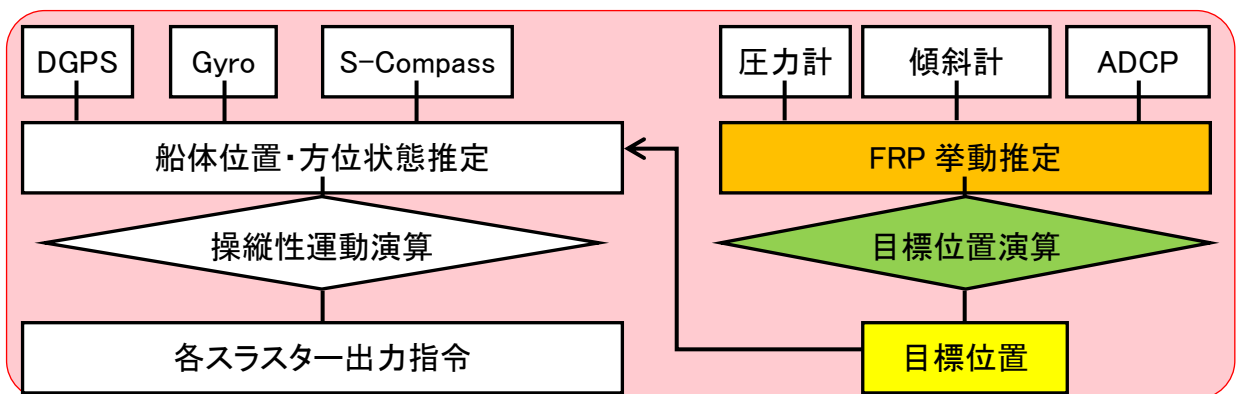 DGPS
Gyro
S-Compass
圧力計
傾斜計
ADCP
船体位置・方位状態推定
FRP 挙動推定
操縦性運動演算
目標位置演算
各スラスター出力指令
目標位置